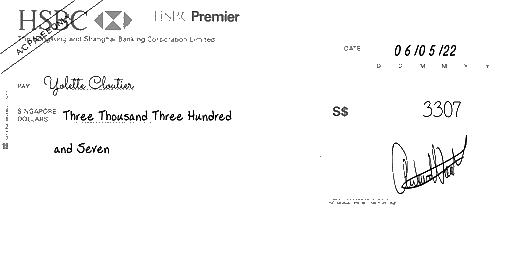 HSBC HSBC Premier
The Hongkong and Shanghai Banking Corporation Limited
A/C PAYEE ONLY
DATE 06/05/22
D D M M Y Y
PAY Yolette Cloutier
SINGAPORE DOLLARS Three Thousand Three Hundred
and Seven
S$ 3307